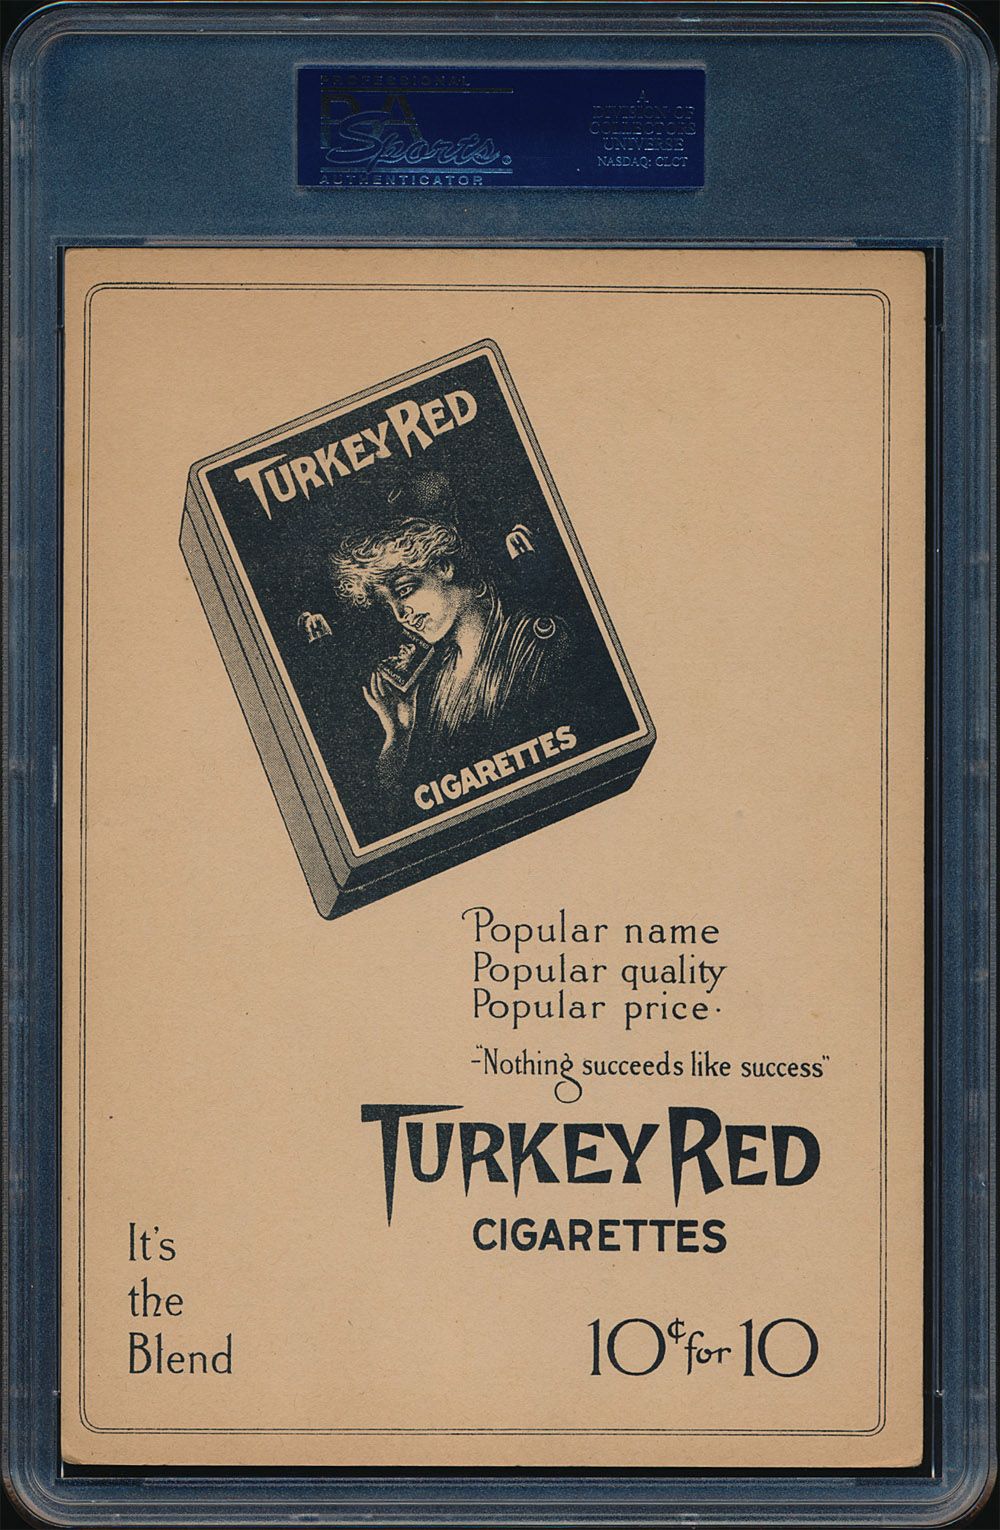 PROFESSIONAL
PSA
Sports
AUTHENTICATOR
A
DIVISION OF
COLLECTORS
UNIVERSE
NASDAQ: CLCT
TURKEY RED
CIGARETTES
Popular name
Popular quality
Popular price.
-"Nothing succeeds like success"
TURKEY RED
CIGARETTES
It's
the
Blend
10¢ for 10